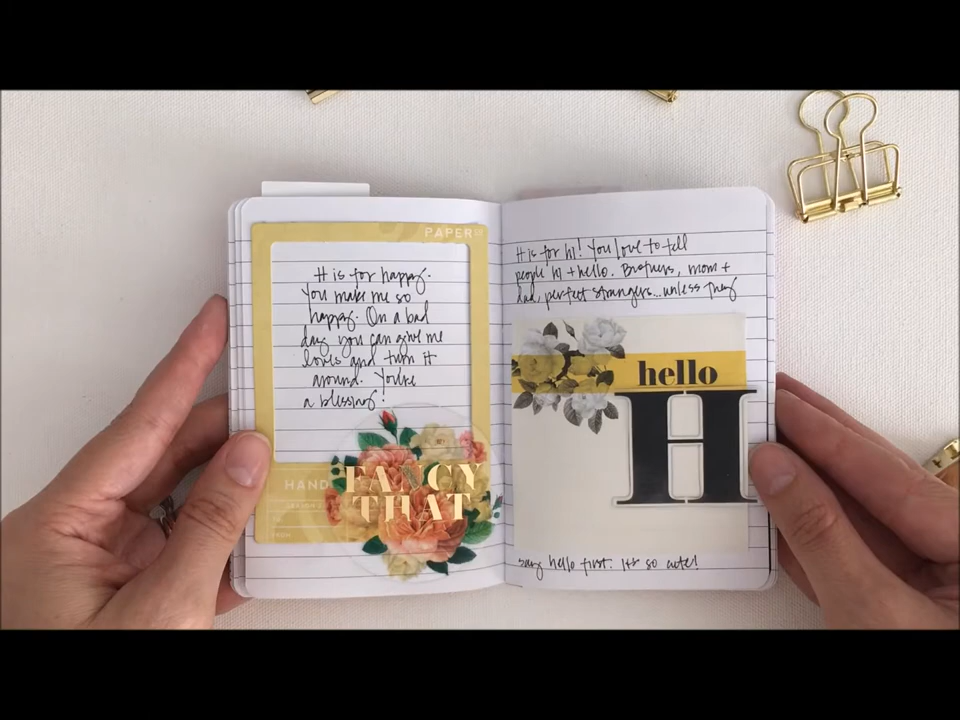 PAPER
H is for happy.
You make me so
happy. On a bad
day you can give me
loves and turn it
around. You're
a blessing!
HAND
FANCY
THAT
H is for hi! You love to tell
people hi + hello. Brothers, mom +
dad, perfect strangers...unless they
hello
H
say hello first. It's so cute!